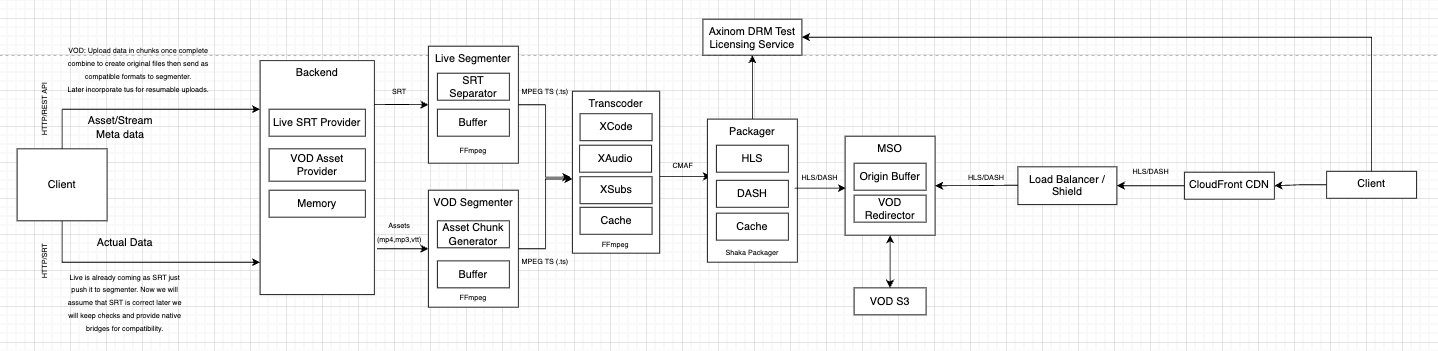 VOD: Upload data in chunks once complete
combine to create original files then send as
compatible formats to segmenter.
Later incorporate tus for resumable uploads.
HTTP/REST API
Asset/Stream
Meta data
Client
Actual Data
HTTP/SRT
Live is already coming as SRT just
push it to segmenter. Now we will
assume that SRT is correct later we
will keep checks and provide native
bridges for compatibility.
Backend
Live SRT Provider
VOD Asset
Provider
Memory
SRT
Assets
(mp4,mp3,vtt)
Live Segmenter
SRT
Separator
Buffer
FFmpeg
VOD Segmenter
Asset Chunk
Generator
Buffer
FFmpeg
MPEG TS (.ts)
MPEG TS (.ts)
Transcoder
XCode
XAudio
XSubs
Cache
FFmpeg
CMAF
Axinom DRM Test
Licensing Service
Packager
HLS
DASH
Cache
Shaka Packager
HLS/DASH
MSO
Origin Buffer
VOD
Redirector
VOD S3
HLS/DASH
Load Balancer /
Shield
HLS/DASH
CloudFront CDN
Client